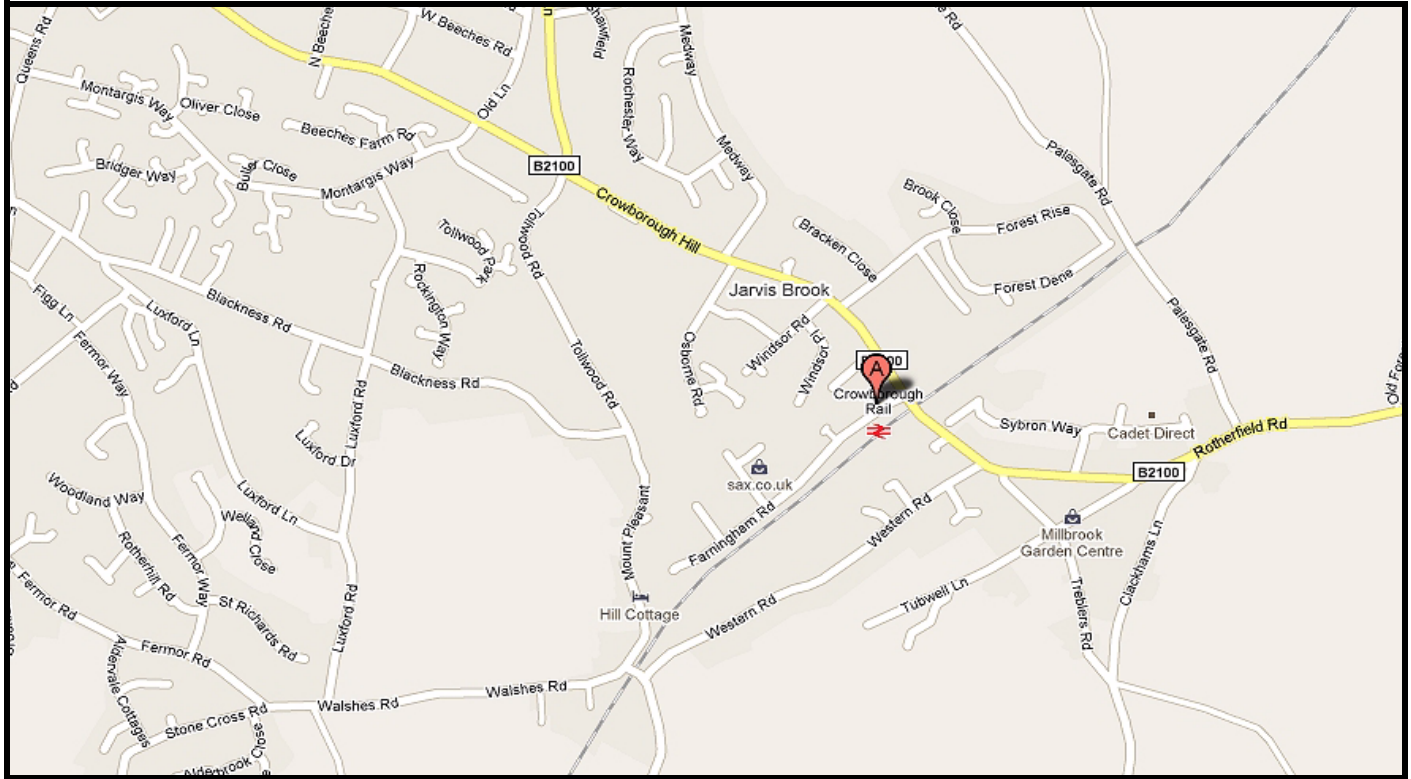 Queens Rd
N Beeche
W Beeches Rd
Old Ln
Shawfield
Medway
Rochester Way
Medway
e Rd
Montargis Way
Oliver Close
Beeches Farm Rd
Bridger Way
Close
Montargis Way
B2100
Crowborough Hill
Tollwood Rd
Tollwood Park
Palesgate Rd
Brook Close
Forest Rise
Forest Dene
Bracken Close
Jarvis Brook
Figg Ln
Luxford Ln
Blackness Rd
Rockington Way
Fermor Way
Blackness Rd
Tollwood Rd
Osborne Rd
Windsor Rd
Windsor
Palesgate Rd
A
Crowborough
Rail
Luxford Rd
Luxford Dr
Sybron Way
Cadet Direct
Rotherfield Rd
B2100
sax.co.uk
Woodland Way
Luxford Ln
Welland Close
Rotherhill Rd
Fermor Way
Mount Pleasant
Farningham Rd
Western Rd
Millbrook
Garden Centre
Clackhams Ln
Tubwell Ln
Treblers Rd
Fermor Rd
St Richards Rd
Luxford Rd
Hill Cottage
Western Rd
Fermor Rd
Aldervale Cottages
Walshes Rd
Walshes Rd
Stone Cross Rd
Alderbrook Close